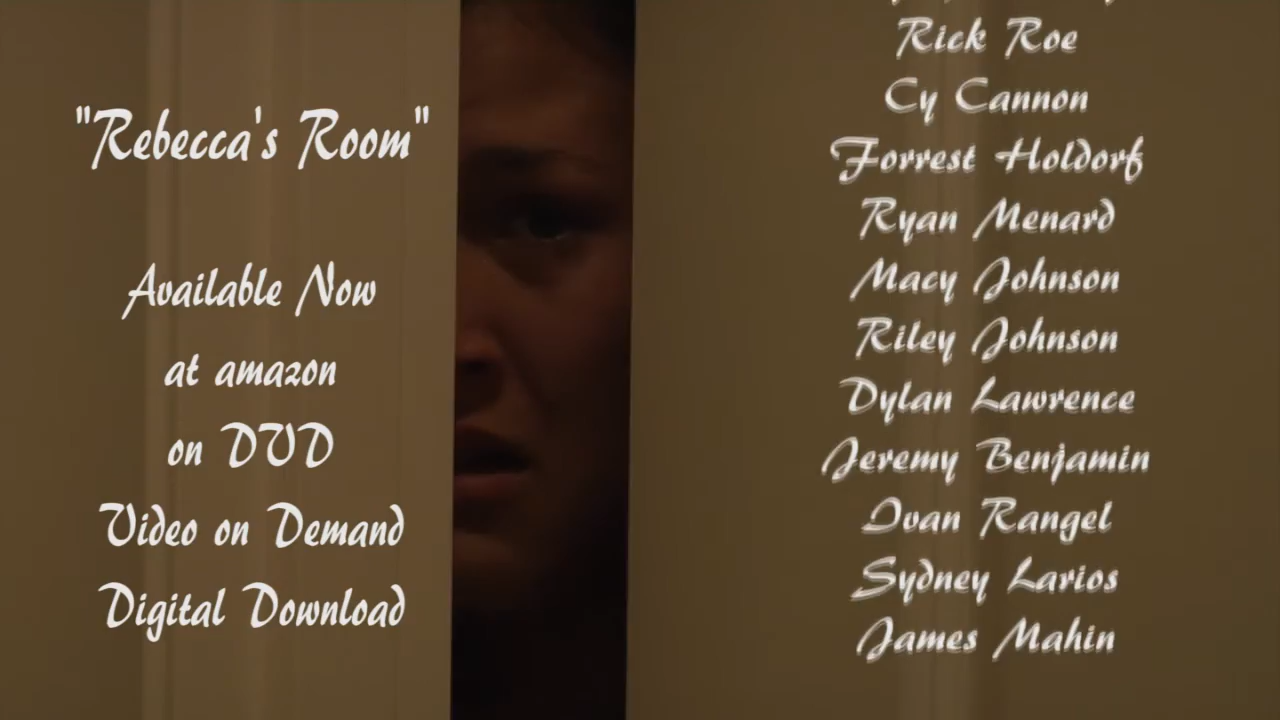 "Rebecca's Room"
Available Now
at amazon
on DVD
Video on Demand
Digital Download
Rick Roe
Cy Cannon
Forrest Holdorf
Ryan Menard
Macy Johnson
Riley Johnson
Dylan Lawrence
Jeremy Benjamin
Ivan Rangel
Sydney Larios
James Mahin